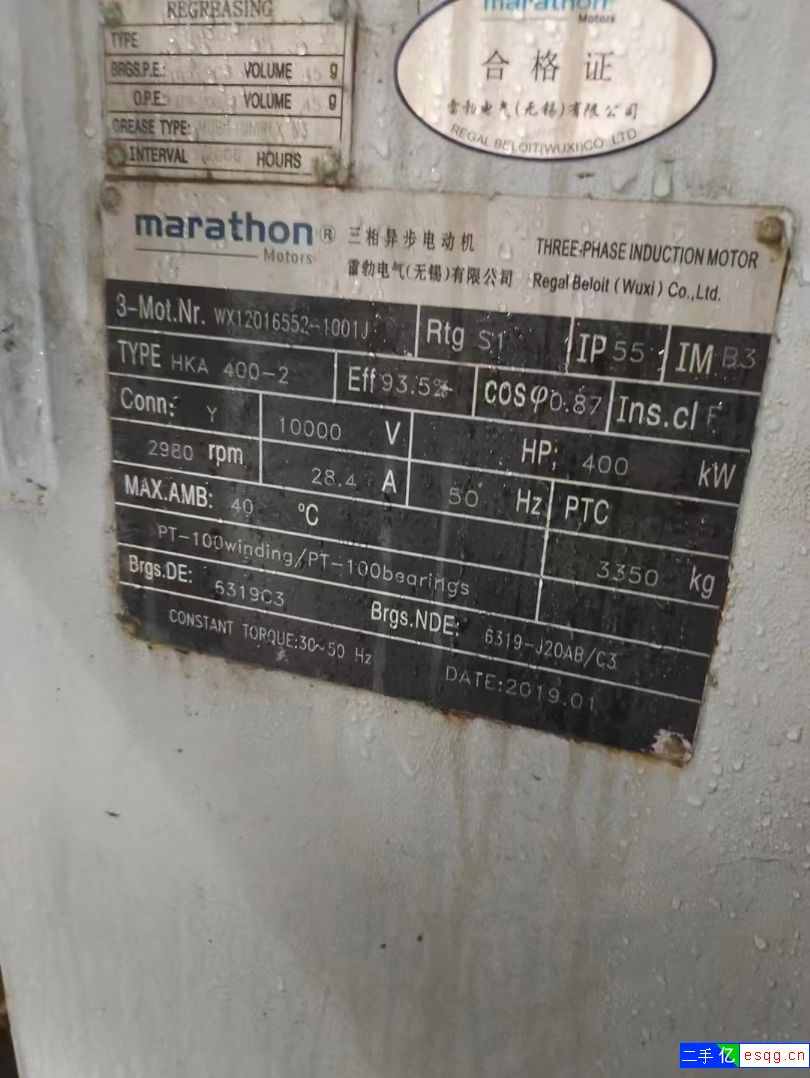 REGREASING
TYPE
BRGS.P.E.: VOLUME 45 g
O.P.E: VOLUME 45 g
GREASE TYPE: N3
INTERVAL HOURS
marathon
Motors
合格证
雷勃电气(无锡)有限公司
REGAL BELOIT(WUXI)CO.,LTD
marathon® 三相异步电动机 THREE-PHASE INDUCTION MOTOR
Motors 雷勃电气(无锡)有限公司 Regal Beloit (Wuxi) Co.,Ltd.
3-Mot.Nr. WX12016552-1001J Rtg S1 IP 55 IM B3
TYPE HKA 400-2 Eff 93.5% COSφ 0.87 Ins.cl F
Conn: Y 10000 V HP: 400 kW
2980 rpm 28.4 A 50 Hz PTC
MAX.AMB: 40 °C 3350 kg
PT-100winding/PT-100bearings
Brgs.DE: 6319C3 Brgs.NDE: 6319-J20AB/C3
CONSTANT TORQUE:30~50 Hz
DATE:2019.01
二手亿 esqg.cn